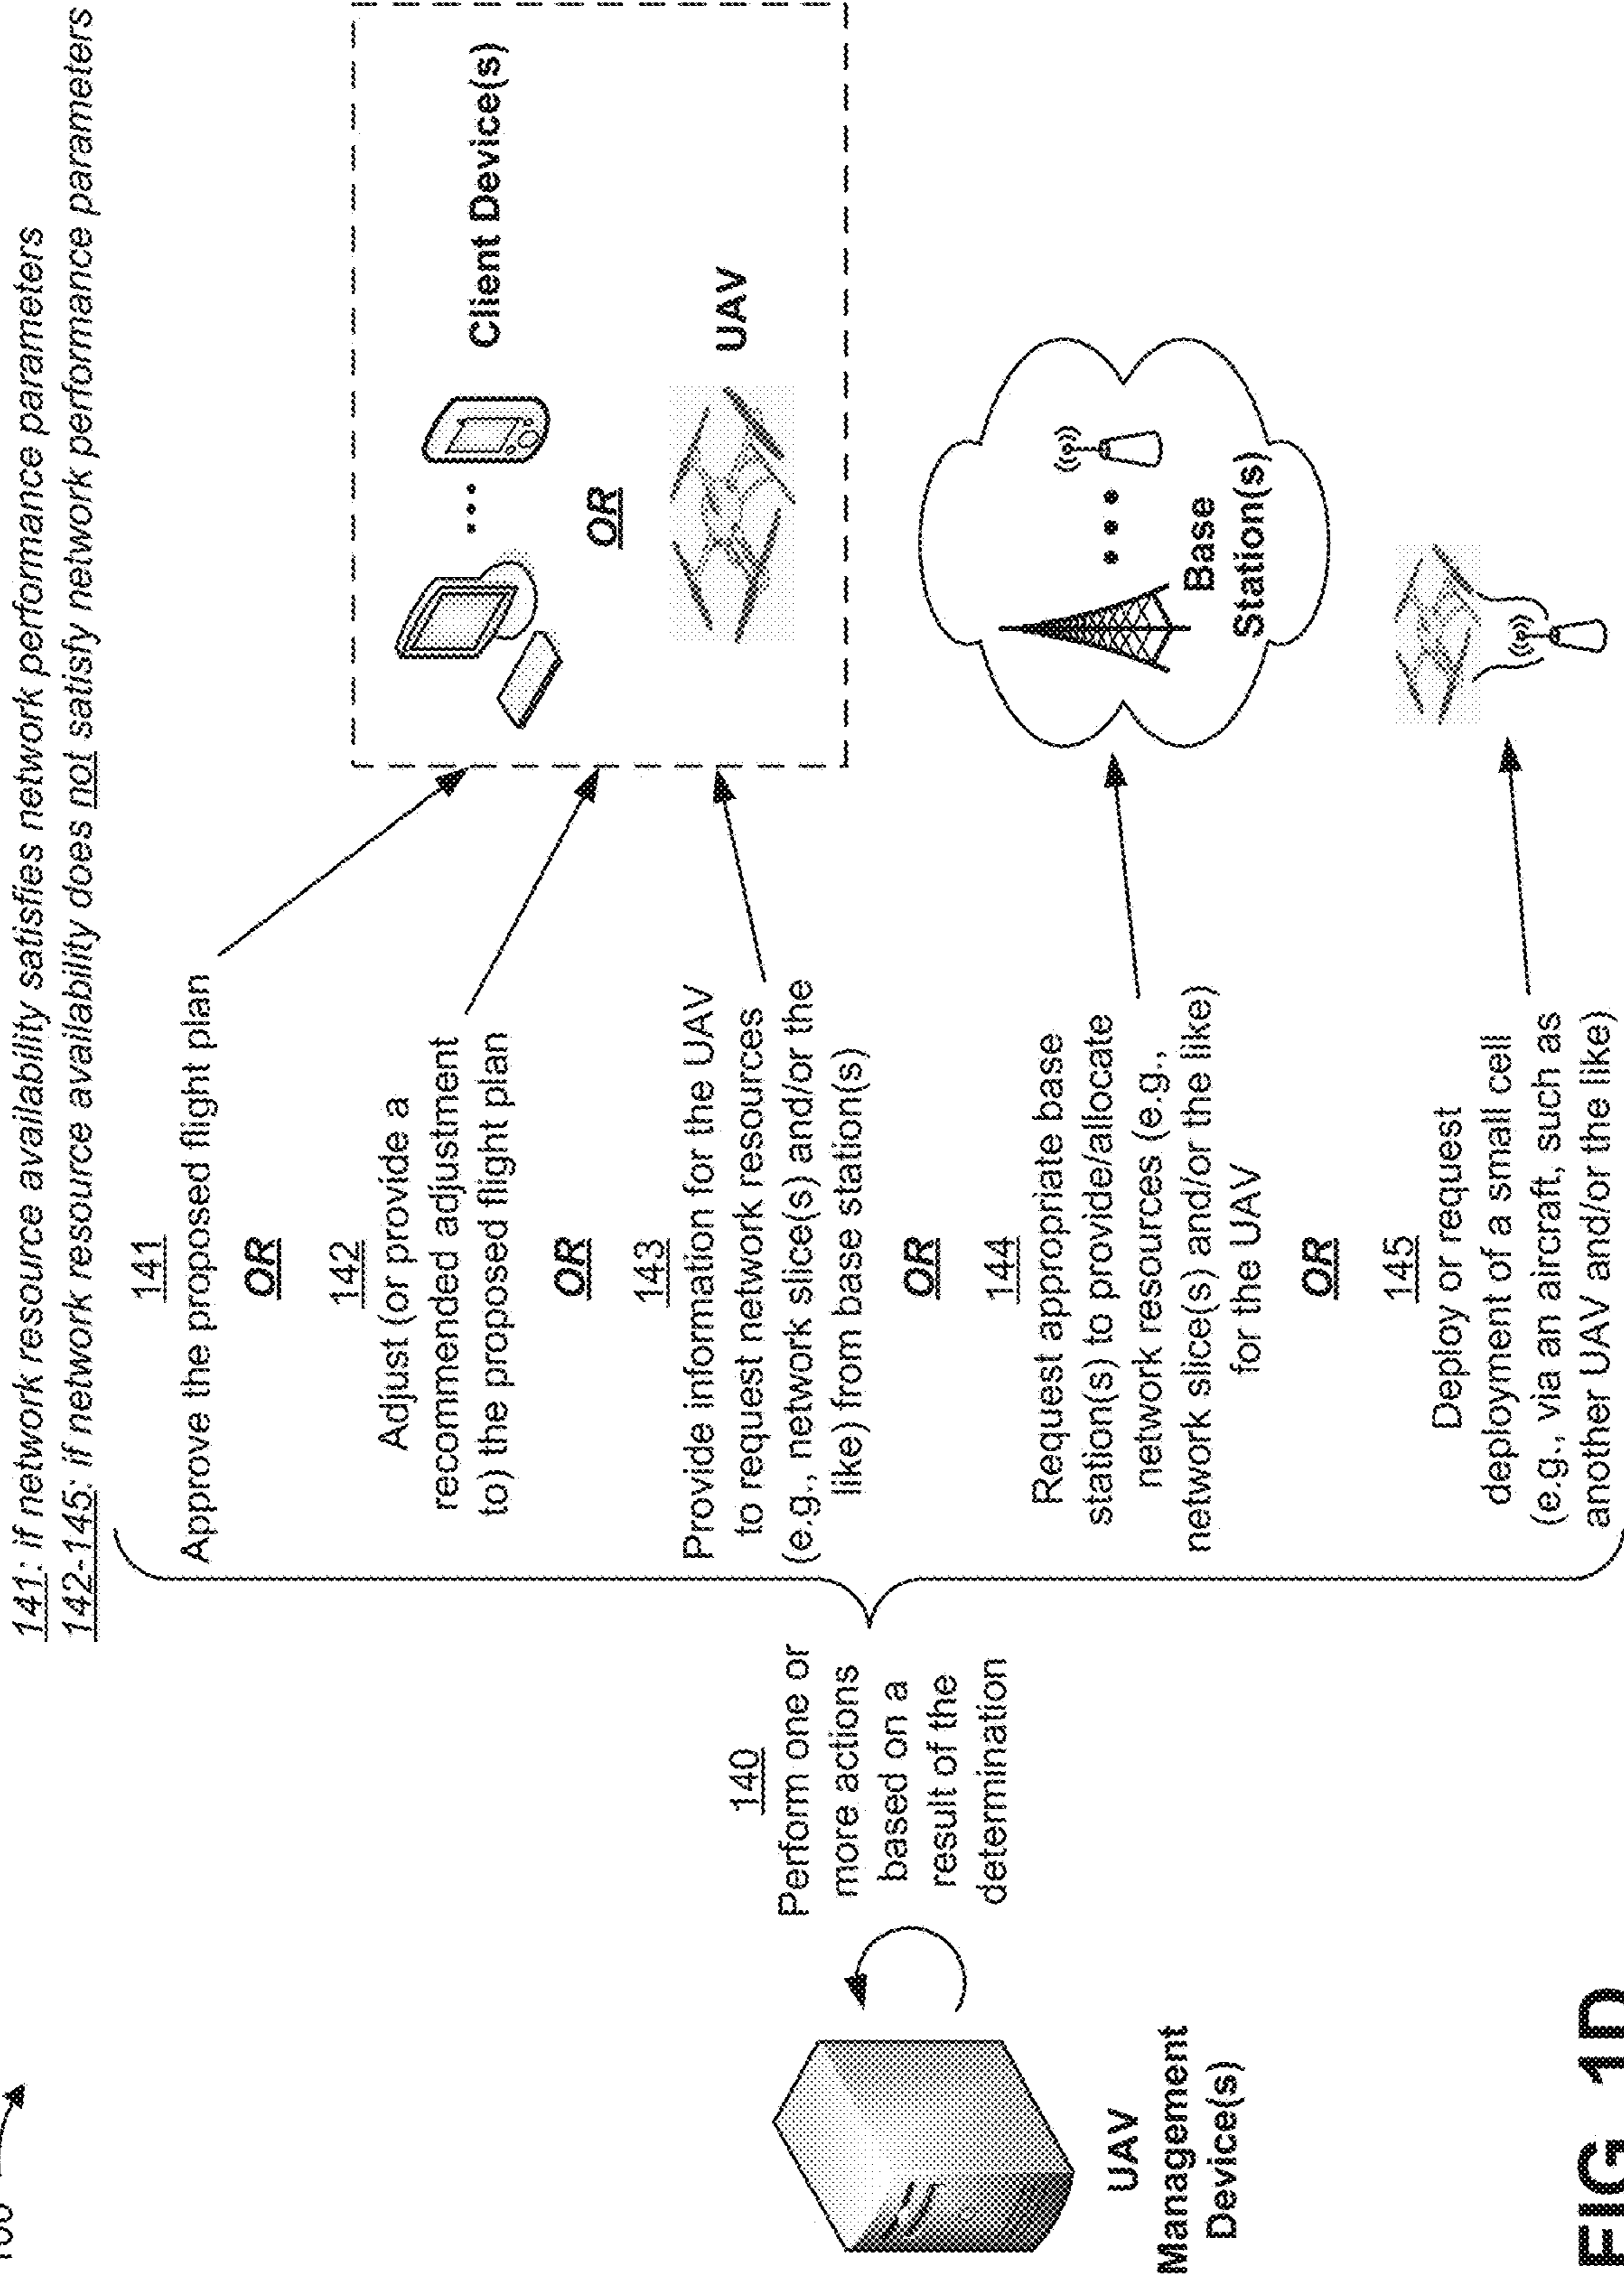 100
141: if network resource availability satisfies network performance parameters
142-145: if network resource availability does not satisfy network performance parameters
140
Perform one or
more actions
based on a
result of the
determination
UAV
Management
Device(s)
141
Approve the proposed flight plan
OR
142
Adjust (or provide a
recommended adjustment
to) the proposed flight plan
OR
143
Provide information for the UAV
to request network resources
(e.g., network slice(s) and/or the
like) from base station(s)
OR
144
Request appropriate base
station(s) to provide/allocate
network resources (e.g.,
network slice(s) and/or the like)
for the UAV
OR
145
Deploy or request
deployment of a small cell
(e.g., via an aircraft, such as
another UAV and/or the like)
Client Device(s)
OR
UAV
Base
Station(s)
FIG. 1D